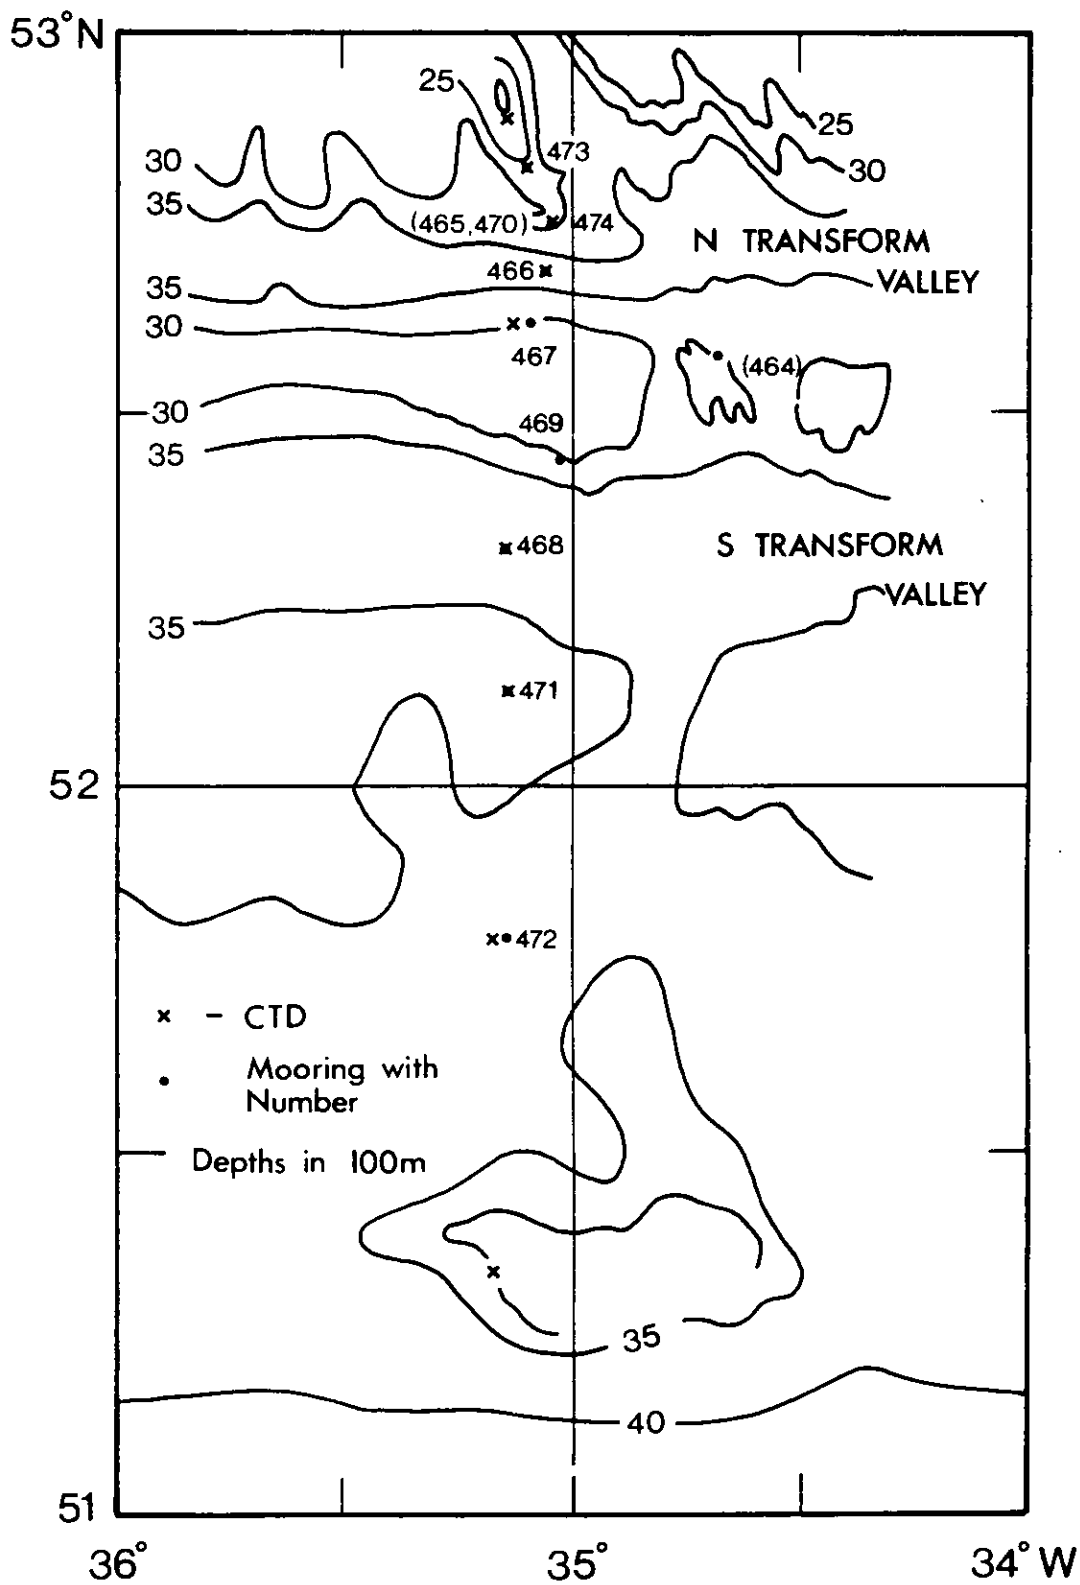 53°N
25
25
473
30
30
35
(465,470)
474
N TRANSFORM
466
VALLEY
35
30
467
(464)
30
469
35
468
S TRANSFORM
VALLEY
35
471
52
472
x – CTD
• Mooring with
Number
Depths in 100m
35
40
51
36° 35° 34°W